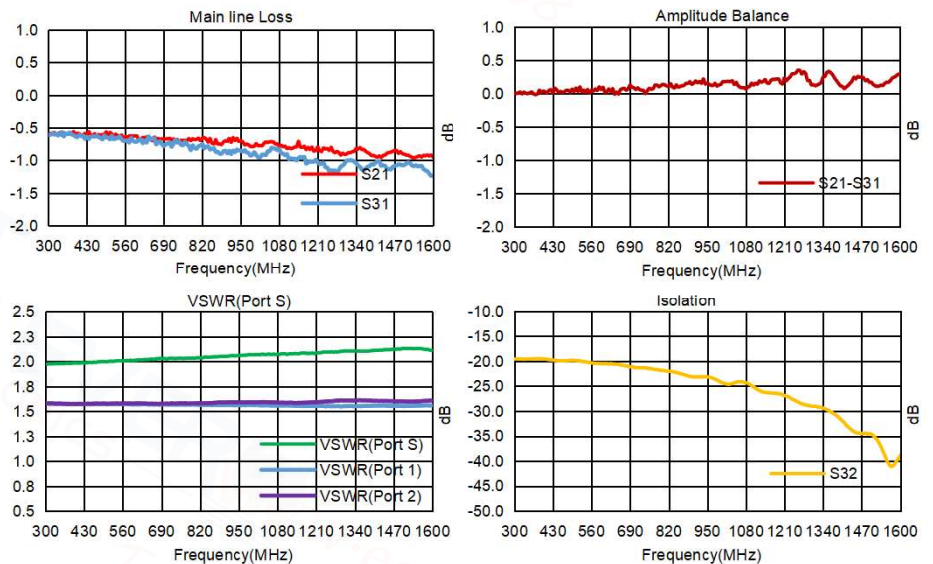 Main line Loss
1.0
0.5
0.0
-0.5
-1.0
-1.5
-2.0
dB
S21
S31
300 430 560 690 820 950 1080 1210 1340 1470 1600
Frequency(MHz)
Amplitude Balance
1.0
0.5
0.0
-0.5
-1.0
-1.5
-2.0
dB
S21-S31
300 430 560 690 820 950 1080 1210 1340 1470 1600
Frequency(MHz)
VSWR(Port S)
2.5
2.3
2.0
1.8
1.5
1.3
1.0
0.8
0.5
dB
VSWR(Port S)
VSWR(Port 1)
VSWR(Port 2)
300 430 560 690 820 950 1080 1210 1340 1470 1600
Frequency(MHz)
Isolation
-10.0
-15.0
-20.0
-25.0
-30.0
-35.0
-40.0
-45.0
-50.0
dB
S32
300 430 560 690 820 950 1080 1210 1340 1470 1600
Frequency(MHz)